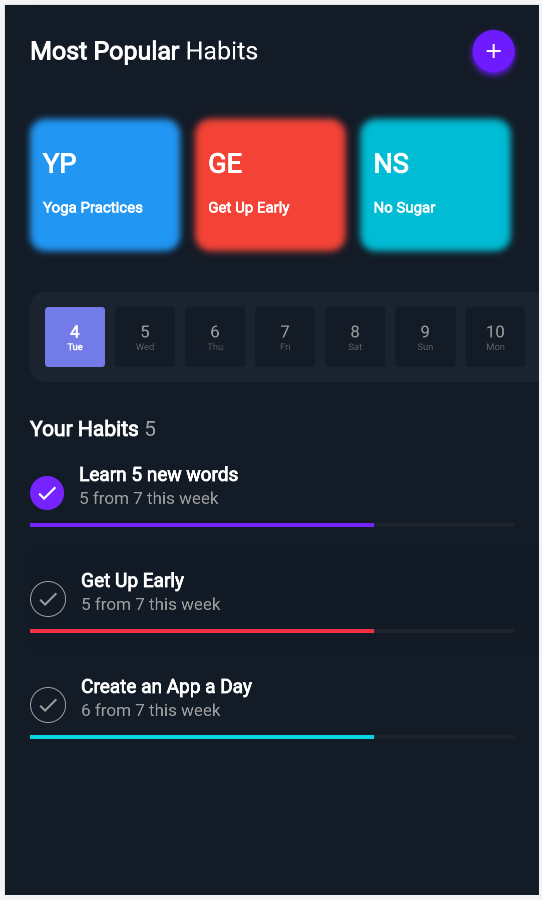 Most Popular Habits
+
YP
Yoga Practices
GE
Get Up Early
NS
No Sugar
4
Tue
5
Wed
6
Thu
7
Fri
8
Sat
9
Sun
10
Mon
Your Habits 5
Learn 5 new words
5 from 7 this week
Get Up Early
5 from 7 this week
Create an App a Day
6 from 7 this week